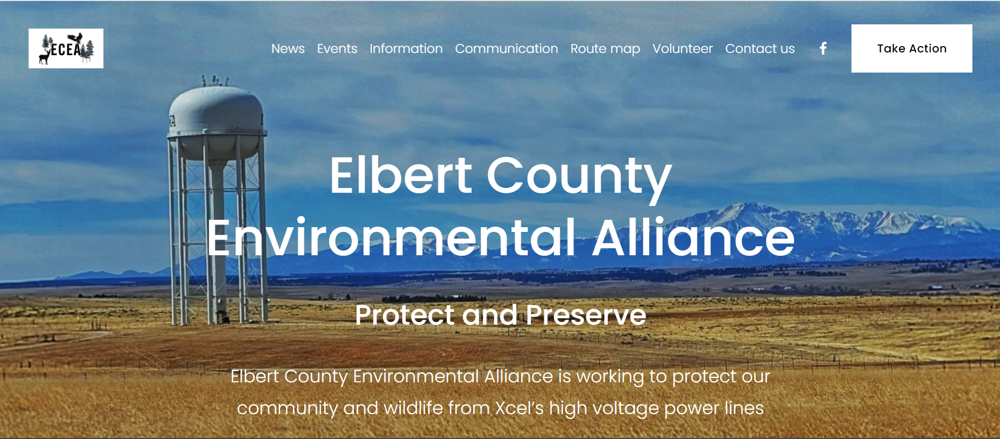 ECEA
News Events Information Communication Route map Volunteer Contact us f Take Action
Elbert County
Environmental Alliance
Protect and Preserve
Elbert County Environmental Alliance is working to protect our
community and wildlife from Xcel's high voltage power lines